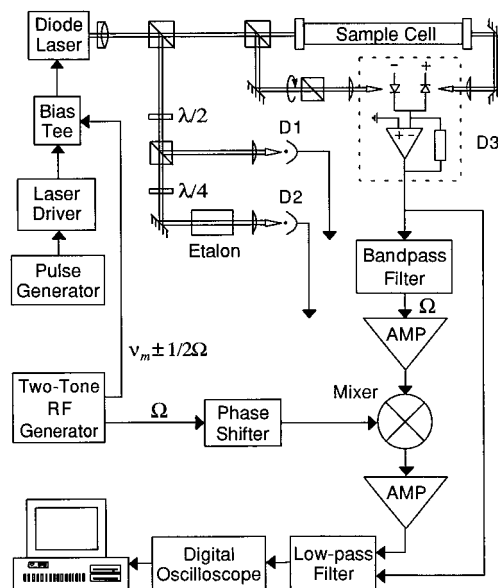 Diode
Laser
Sample Cell
Bias
Tee
λ/2
D1
D3
Laser
Driver
λ/4
D2
Etalon
Pulse
Generator
Bandpass
Filter
Ω
AMP
νm ± 1/2Ω
Two-Tone
RF
Generator
Ω
Phase
Shifter
Mixer
AMP
Digital
Oscilloscope
Low-pass
Filter
- +
+ -